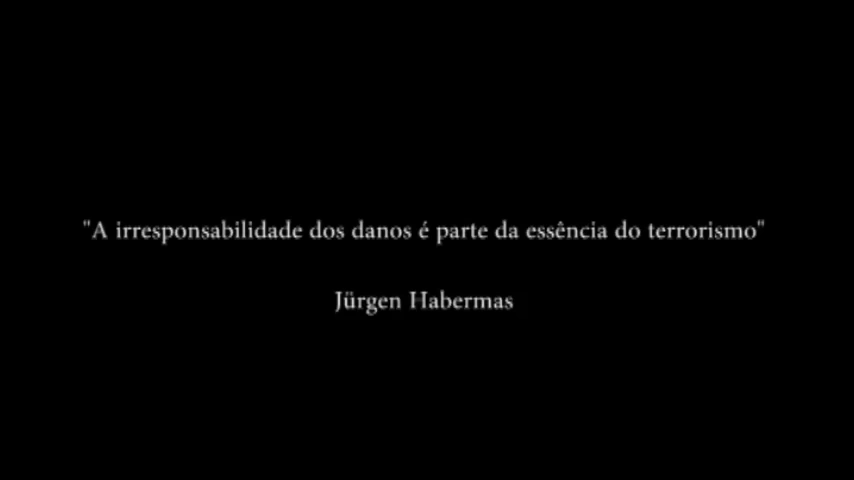 "A irresponsabilidade dos danos é parte da essência do terrorismo"
Jürgen Habermas